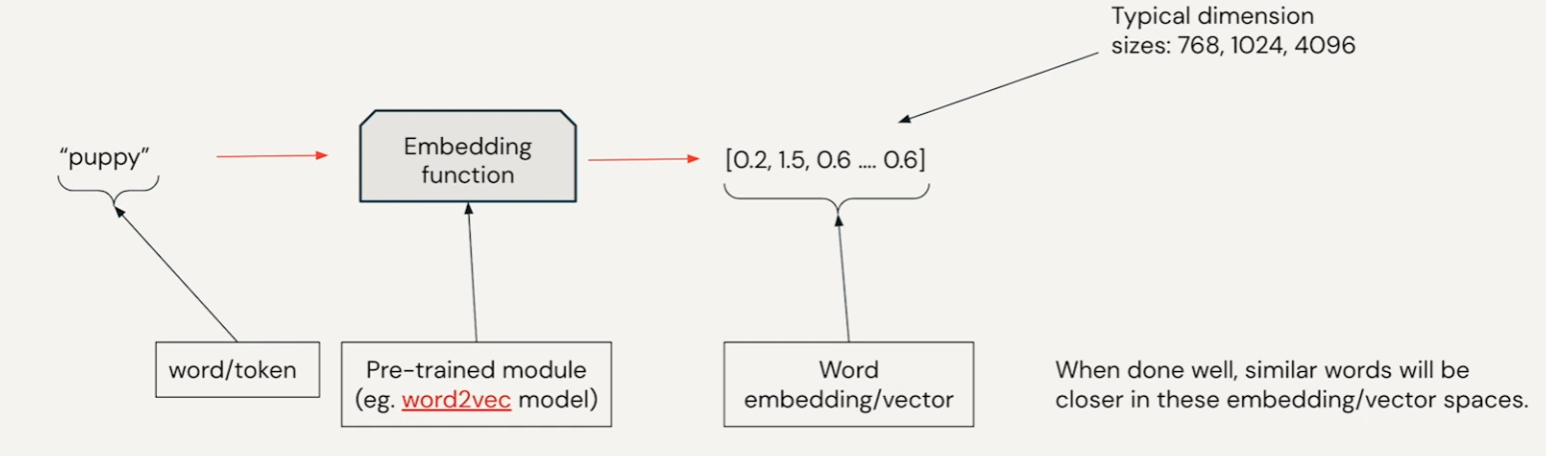 Typical dimension
sizes: 768, 1024, 4096
“puppy”
Embedding
function
[0.2, 1.5, 0.6 .... 0.6]
word/token
Pre-trained module
(eg. word2vec model)
Word
embedding/vector
When done well, similar words will be
closer in these embedding/vector spaces.